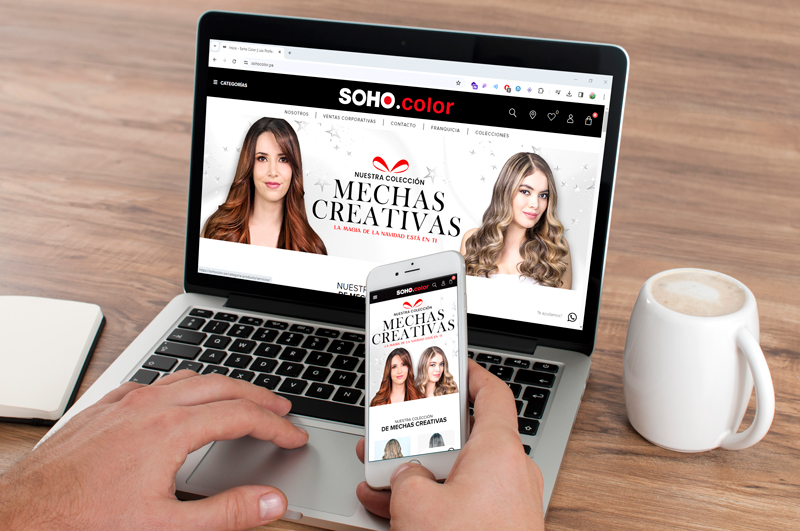 Inicio - Soho Color | Las Profe
sohocolor.pe
CATEGORÍAS
SOHO.color
NOSOTROS | VENTAS CORPORATIVAS | CONTACTO | FRANQUICIA | COLECCIONES
NUESTRA COLECCIÓN
MECHAS
CREATIVAS
LA MAGIA DE LA NAVIDAD ESTÁ EN TI
Te ayudamos?
NUESTR
DE MECH
SOHO.color
NUESTRA COLECCIÓN
MECHAS
CREATIVAS
LA MAGIA DE LA NAVIDAD ESTÁ EN TI
NUESTRA COLECCIÓN
DE MECHAS CREATIVAS